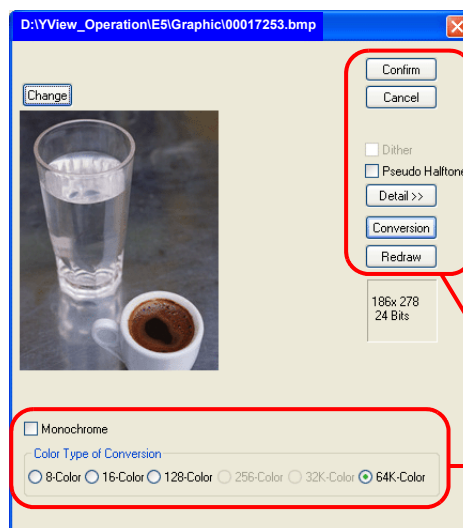 D:\YView_Operation\E5\Graphic\00017253.bmp
Confirm
Change
Cancel
Dither
Pseudo Halftone
Detail >>
Conversion
Redraw
186x 278
24 Bits
Monochrome
Color Type of Conversion
8-Color 16-Color 128-Color 256-Color 32K-Color 64K-Color